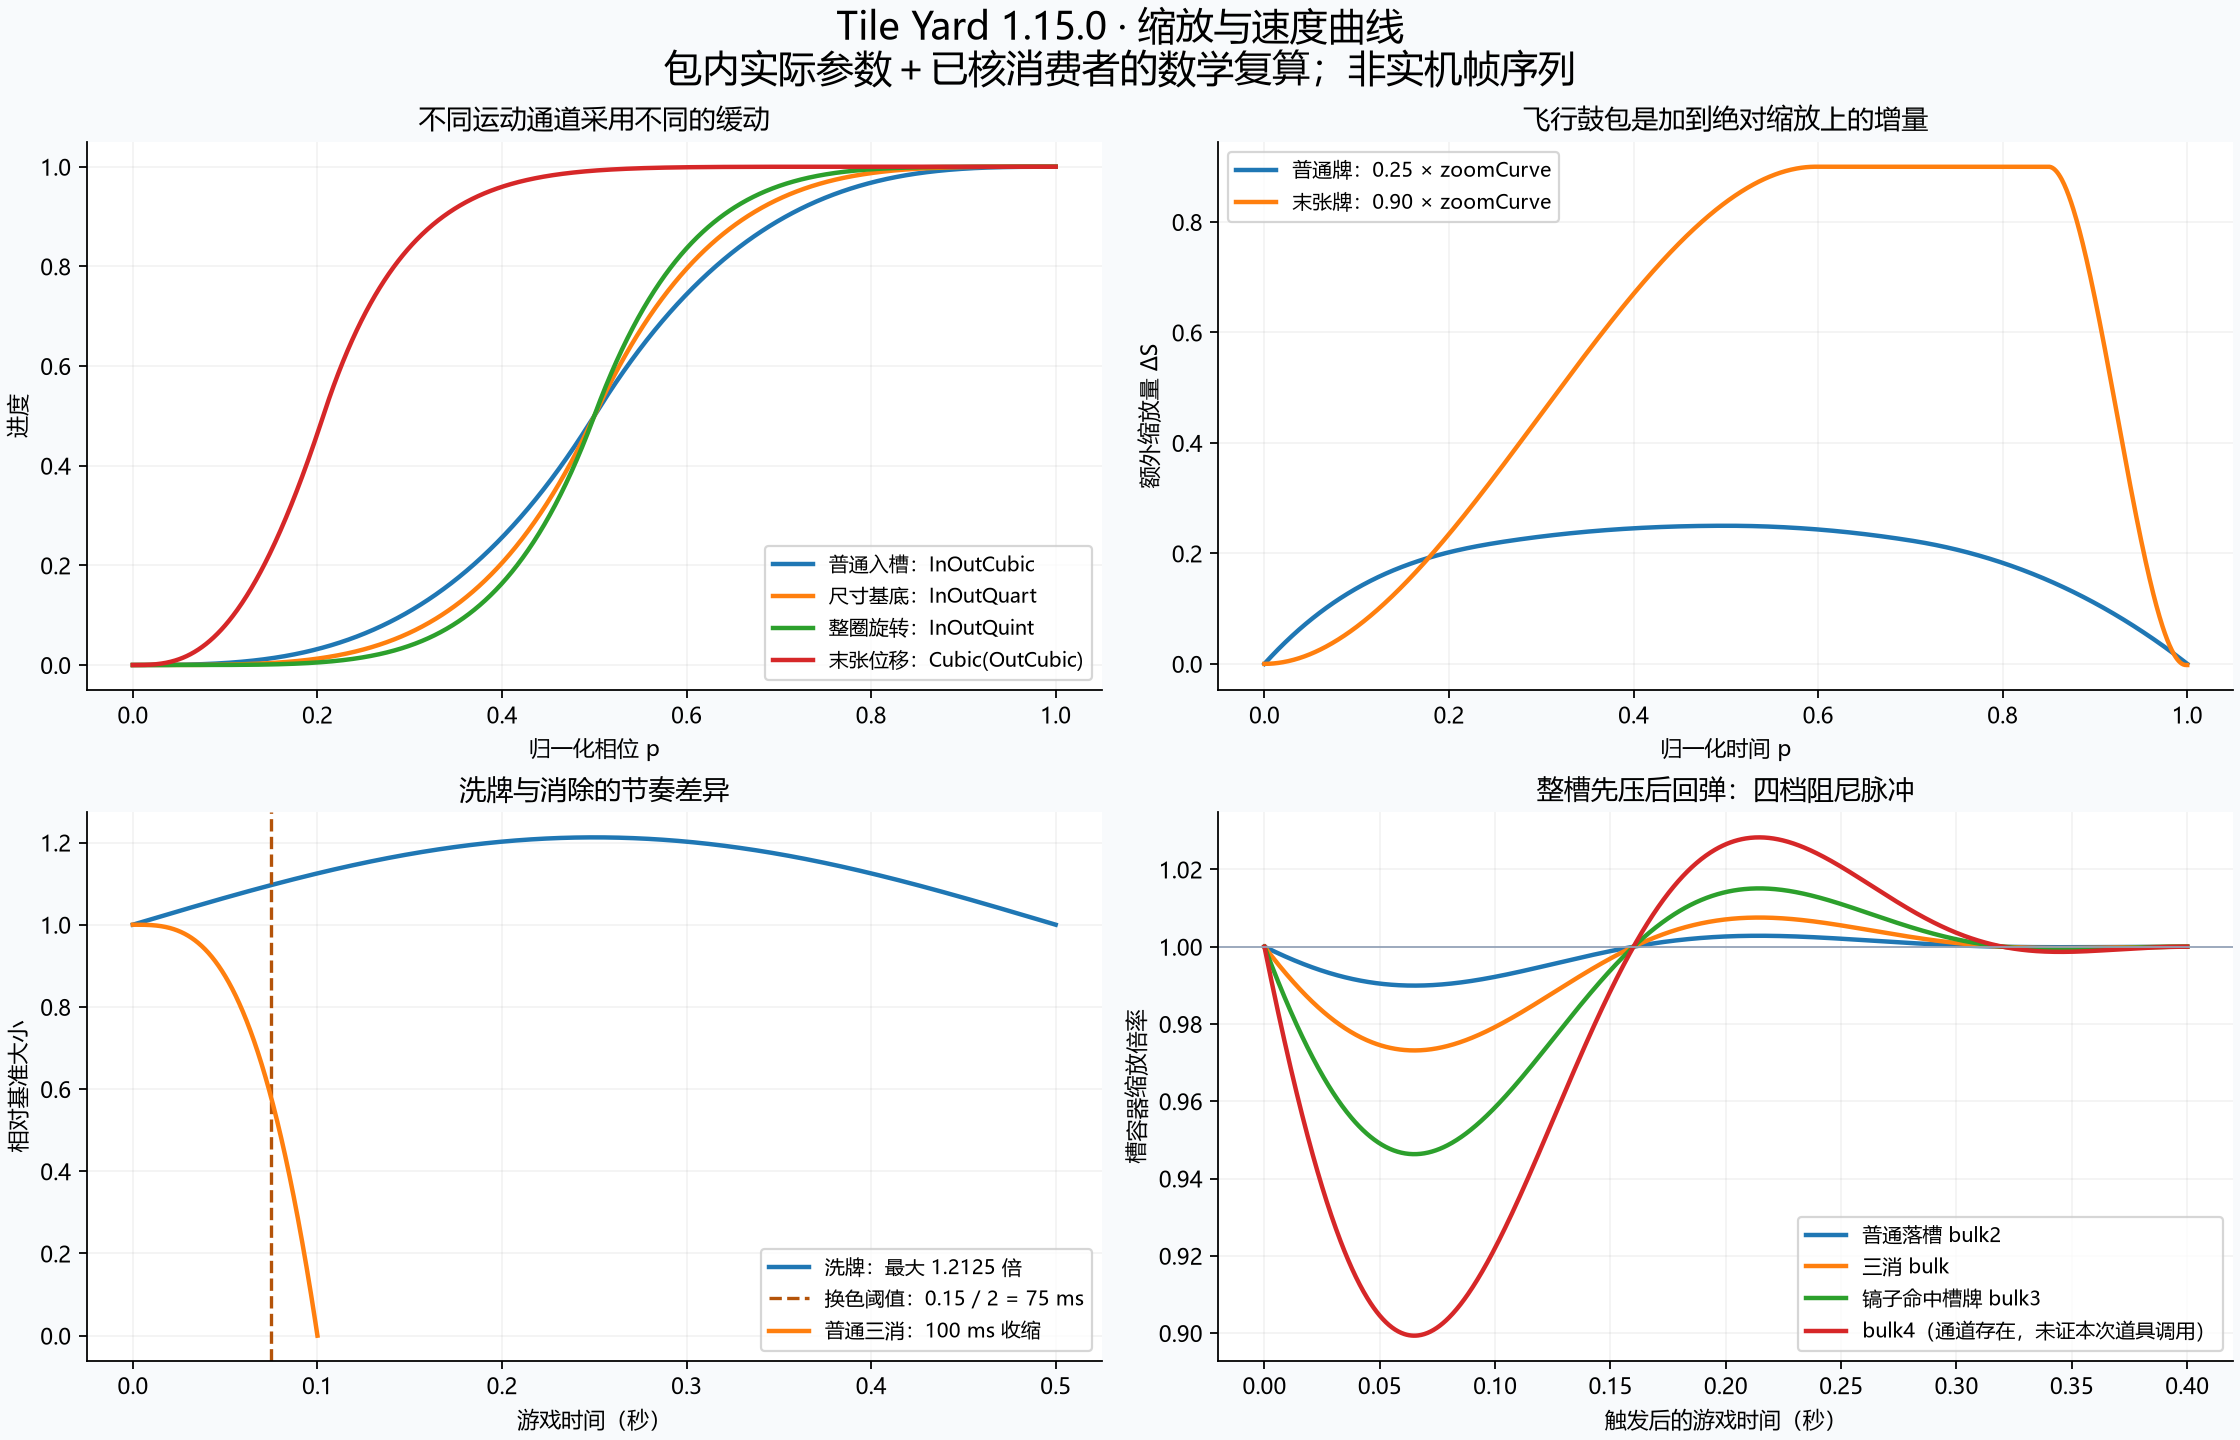 Tile Yard 1.15.0 · 缩放与速度曲线
包内实际参数 + 已核消费者的数学复算；非实机帧序列
不同运动通道采用不同的缓动
进度
1.0
0.8
0.6
0.4
0.2
0.0
普通入槽：InOutCubic
尺寸基底：InOutQuart
整圈旋转：InOutQuint
末张位移：Cubic(OutCubic)
0.0 0.2 0.4 0.6 0.8 1.0
归一化相位 p
飞行鼓包是加到绝对缩放上的增量
额外缩放量 ΔS
普通牌：0.25 × zoomCurve
末张牌：0.90 × zoomCurve
0.8
0.6
0.4
0.2
0.0
0.0 0.2 0.4 0.6 0.8 1.0
归一化时间 p
洗牌与消除的节奏差异
相对基准大小
1.2
1.0
0.8
0.6
0.4
0.2
0.0
洗牌：最大 1.2125 倍
换色阈值：0.15 / 2 = 75 ms
普通三消：100 ms 收缩
0.0 0.1 0.2 0.3 0.4 0.5
游戏时间（秒）
整槽先压后回弹：四档阻尼脉冲
槽容器缩放倍率
1.02
1.00
0.98
0.96
0.94
0.92
0.90
普通落槽 bulk2
三消 bulk
镐子命中槽牌 bulk3
bulk4（通道存在，未证本次道具调用）
0.00 0.05 0.10 0.15 0.20 0.25 0.30 0.35 0.40
触发后的游戏时间（秒）